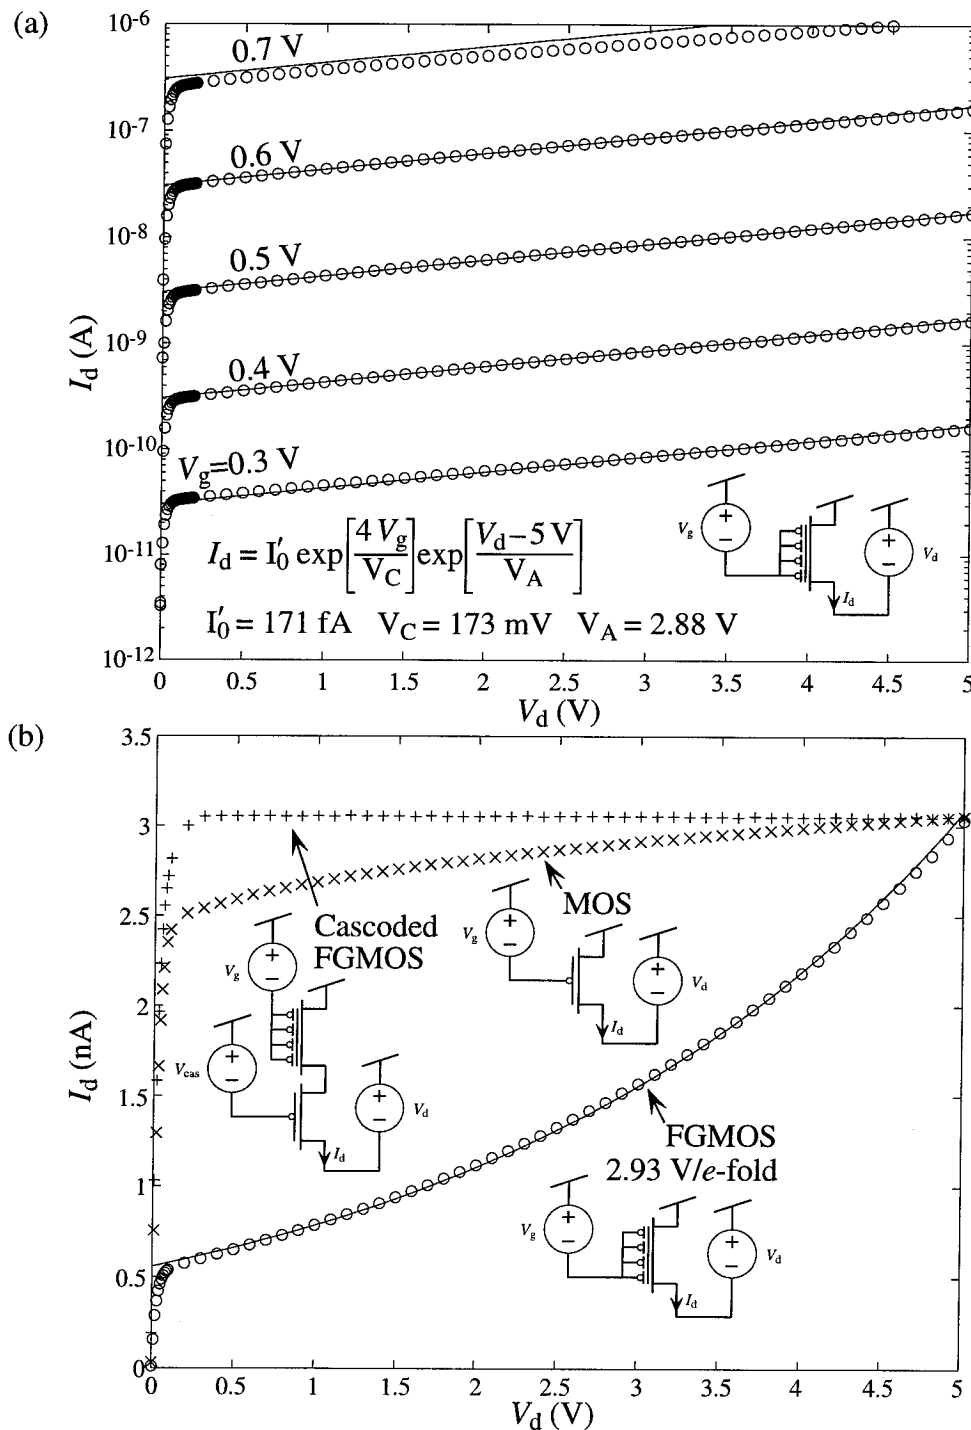 (a)
10⁻⁶
10⁻⁷
10⁻⁸
10⁻⁹
10⁻¹⁰
10⁻¹¹
10⁻¹²
I_d (A)
0.7 V
0.6 V
0.5 V
0.4 V
V_g=0.3 V
I_d = I′_0 exp[4 V_g / V_C] exp[V_d − 5 V / V_A]
I′_0 = 171 fA V_C = 173 mV V_A = 2.88 V
V_g
+
−
I_d
+
−
V_d
0 0.5 1 1.5 2 2.5 3 3.5 4 4.5 5
V_d (V)
(b)
3.5
3
2.5
2
1.5
1
0.5
0
I_d (nA)
Cascoded
FGMOS
V_g
+
−
V_cas
+
−
I_d
+
−
V_d
MOS
V_g
+
−
I_d
+
−
V_d
FGMOS
2.93 V/e-fold
V_g
+
−
I_d
+
−
V_d
0 0.5 1 1.5 2 2.5 3 3.5 4 4.5 5
V_d (V)